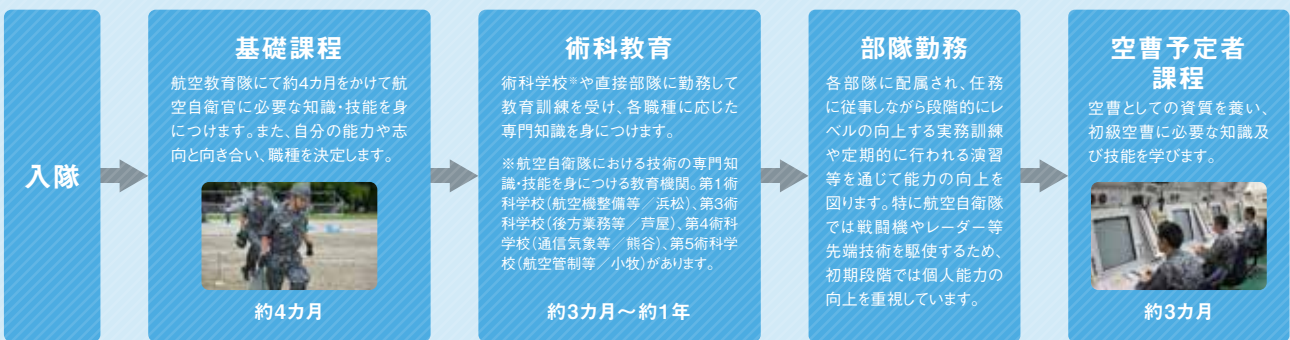 入隊
基礎課程
航空教育隊にて約4カ月をかけて航
空自衛官に必要な知識・技能を身
につけます。また、自分の能力や志
向と向き合い、職種を決定します。
約4カ月
術科教育
術科学校※や直接部隊に勤務して
教育訓練を受け、各職種に応じた
専門知識を身につけます。
※航空自衛隊における技術の専門知
識・技能を身につける教育機関。第1術
科学校(航空機整備等／浜松)、第3術
科学校(後方業務等／芦屋)、第4術科
学校(通信気象等／熊谷)、第5術科学
校(航空管制等／小牧)があります。
約3カ月～約1年
部隊勤務
各部隊に配属され、任務
に従事しながら段階的にレ
ベルの向上する実務訓練
や定期的に行われる演習
等を通じて能力の向上を
図ります。特に航空自衛隊
では戦闘機やレーダー等
先端技術を駆使するため、
初期段階では個人能力の
向上を重視しています。
空曹予定者
課程
空曹としての資質を養い、
初級空曹に必要な知識及
び技能を学びます。
約3カ月